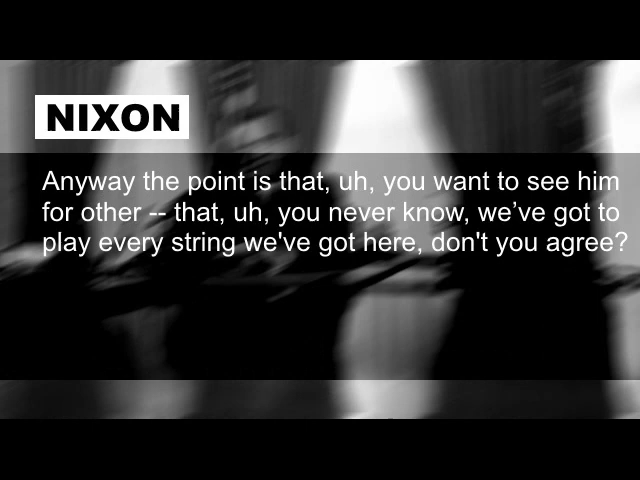 NIXON
Anyway the point is that, uh, you want to see him
for other -- that, uh, you never know, we’ve got to
play every string we've got here, don't you agree?